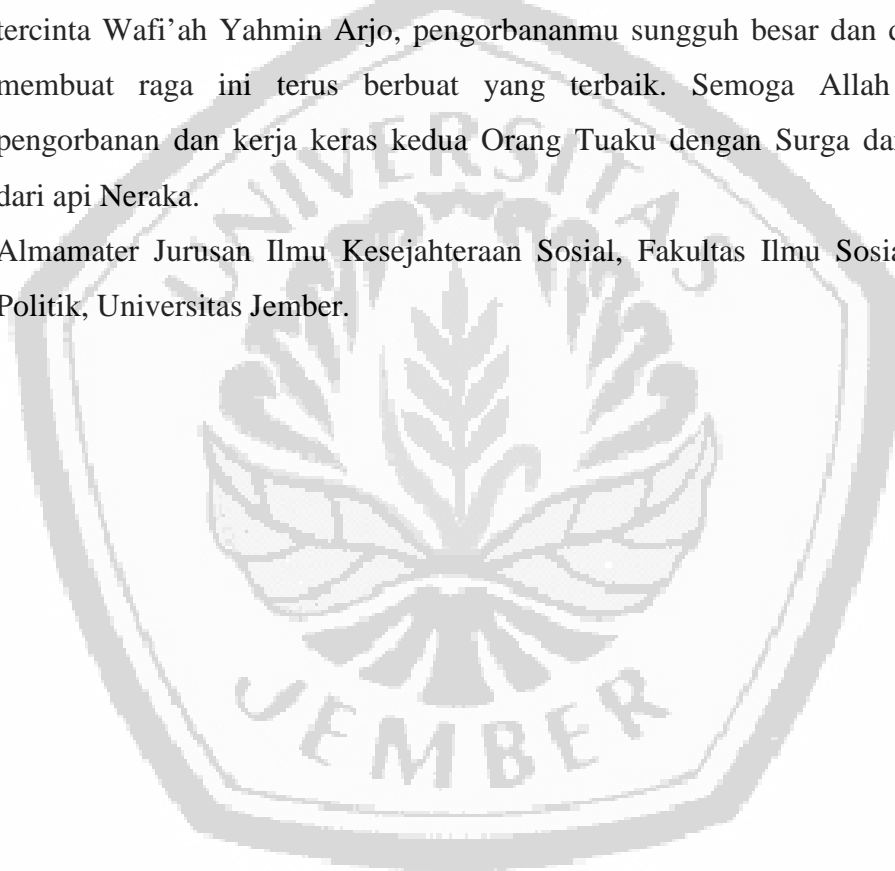 tercinta Wafi’ah Yahmin Arjo, pengorbananmu sungguh besar dan
membuat raga ini terus berbuat yang terbaik. Semoga Allah
pengorbanan dan kerja keras kedua Orang Tuaku dengan Surga
dari api Neraka.
Almamater Jurusan Ilmu Kesejahteraan Sosial, Fakultas Ilmu
Politik, Universitas Jember.
UNIVERSITAS
JEMBER